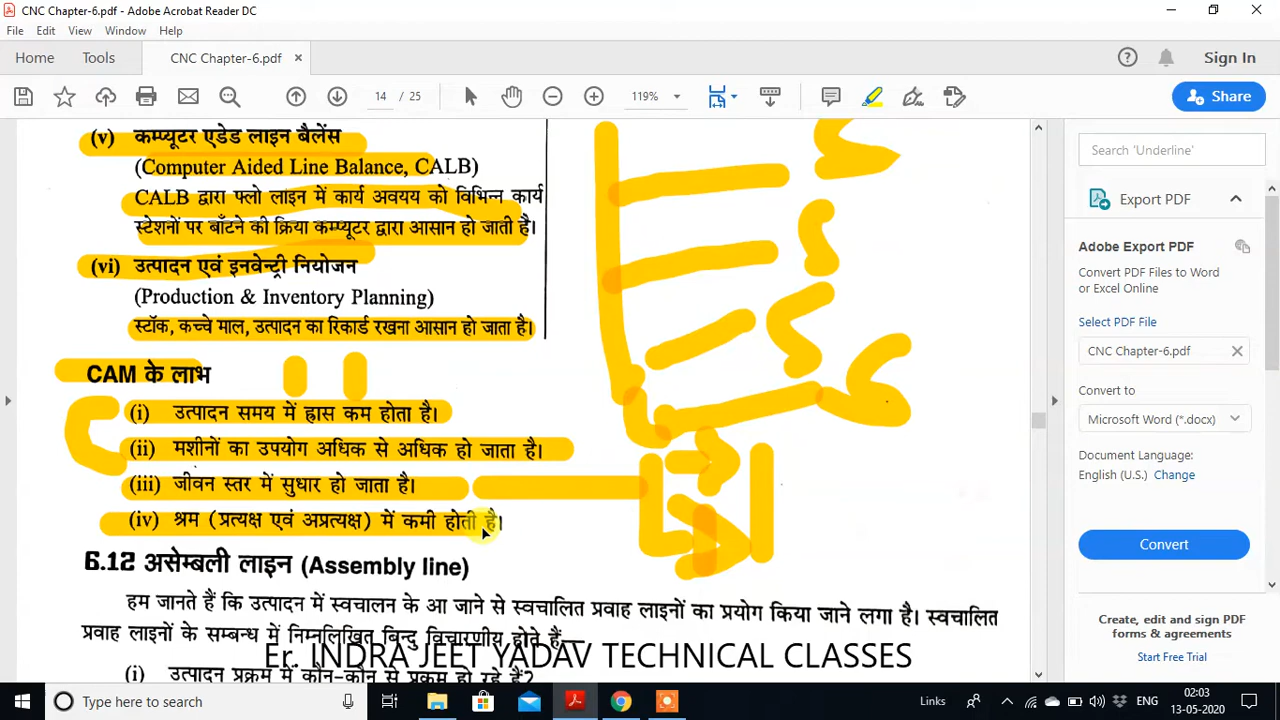 CNC Chapter-6.pdf - Adobe Acrobat Reader DC
File Edit View Window Help
Home Tools CNC Chapter-6.pdf × Sign In
14 / 25 119% Share
(v) कम्प्यूटर एडेड लाइन बैलेंस
(Computer Aided Line Balance, CALB)
CALB द्वारा फ्लो लाइन में कार्य अवयय को विभिन्न कार्य
स्टेशनों पर बाँटने की क्रिया कम्प्यूटर द्वारा आसान हो जाती है।
(vi) उत्पादन एवं इनवेन्ट्री नियोजन
(Production & Inventory Planning)
स्टॉक, कच्चे माल, उत्पादन का रिकार्ड रखना आसान हो जाता है।
CAM के लाभ
(i) उत्पादन समय में ह्रास कम होता है।
(ii) मशीनों का उपयोग अधिक से अधिक हो जाता है।
(iii) जीवन स्तर में सुधार हो जाता है।
(iv) श्रम (प्रत्यक्ष एवं अप्रत्यक्ष) में कमी होती है।
6.12 असेम्बली लाइन (Assembly line)
हम जानते हैं कि उत्पादन में स्वचालन के आ जाने से स्वचालित प्रवाह लाइनों का प्रयोग किया जाने लगा है। स्वचालित
प्रवाह लाइनों के सम्बन्ध में निम्नलिखित बिन्दु विचारणीय होते हैं—
(i) उत्पादन प्रक्रम में कौन-कौन से प्रक्रम हो रहे हैं?
Er. INDRA JEET YADAV TECHNICAL CLASSES
Search 'Underline'
Export PDF
Adobe Export PDF
Convert PDF Files to Word
or Excel Online
Select PDF File
CNC Chapter-6.pdf ×
Convert to
Microsoft Word (*.docx)
Document Language:
English (U.S.) Change
Convert
Create, edit and sign PDF
forms & agreements
Start Free Trial
Type here to search
Links
ENG
02:03
13-05-2020